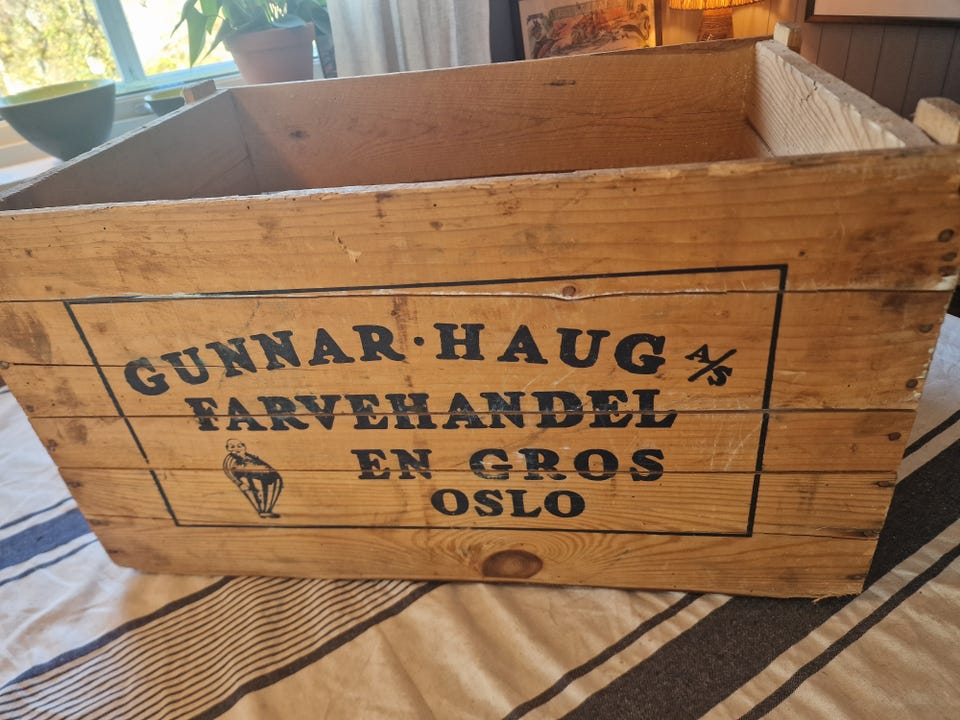 GUNNAR·HAUG A/S
FARVEHANDEL
EN GROS
OSLO